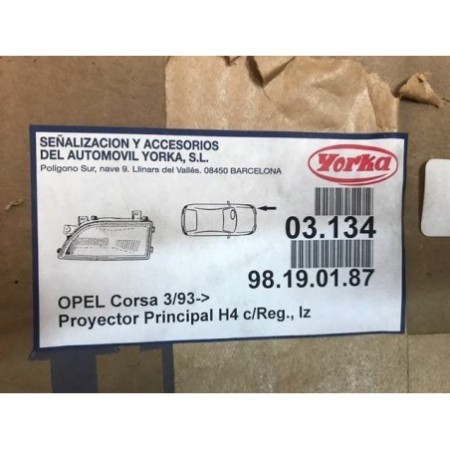 SEÑALIZACION Y ACCESORIOS
DEL AUTOMOVIL YORKA, S.L.
Polígono Sur, nave 9. Llinars del Vallés. 08450 BARCELONA
Yorka
03.134
98.19.01.87
OPEL Corsa 3/93->
Proyector Principal H4 c/Reg., Iz